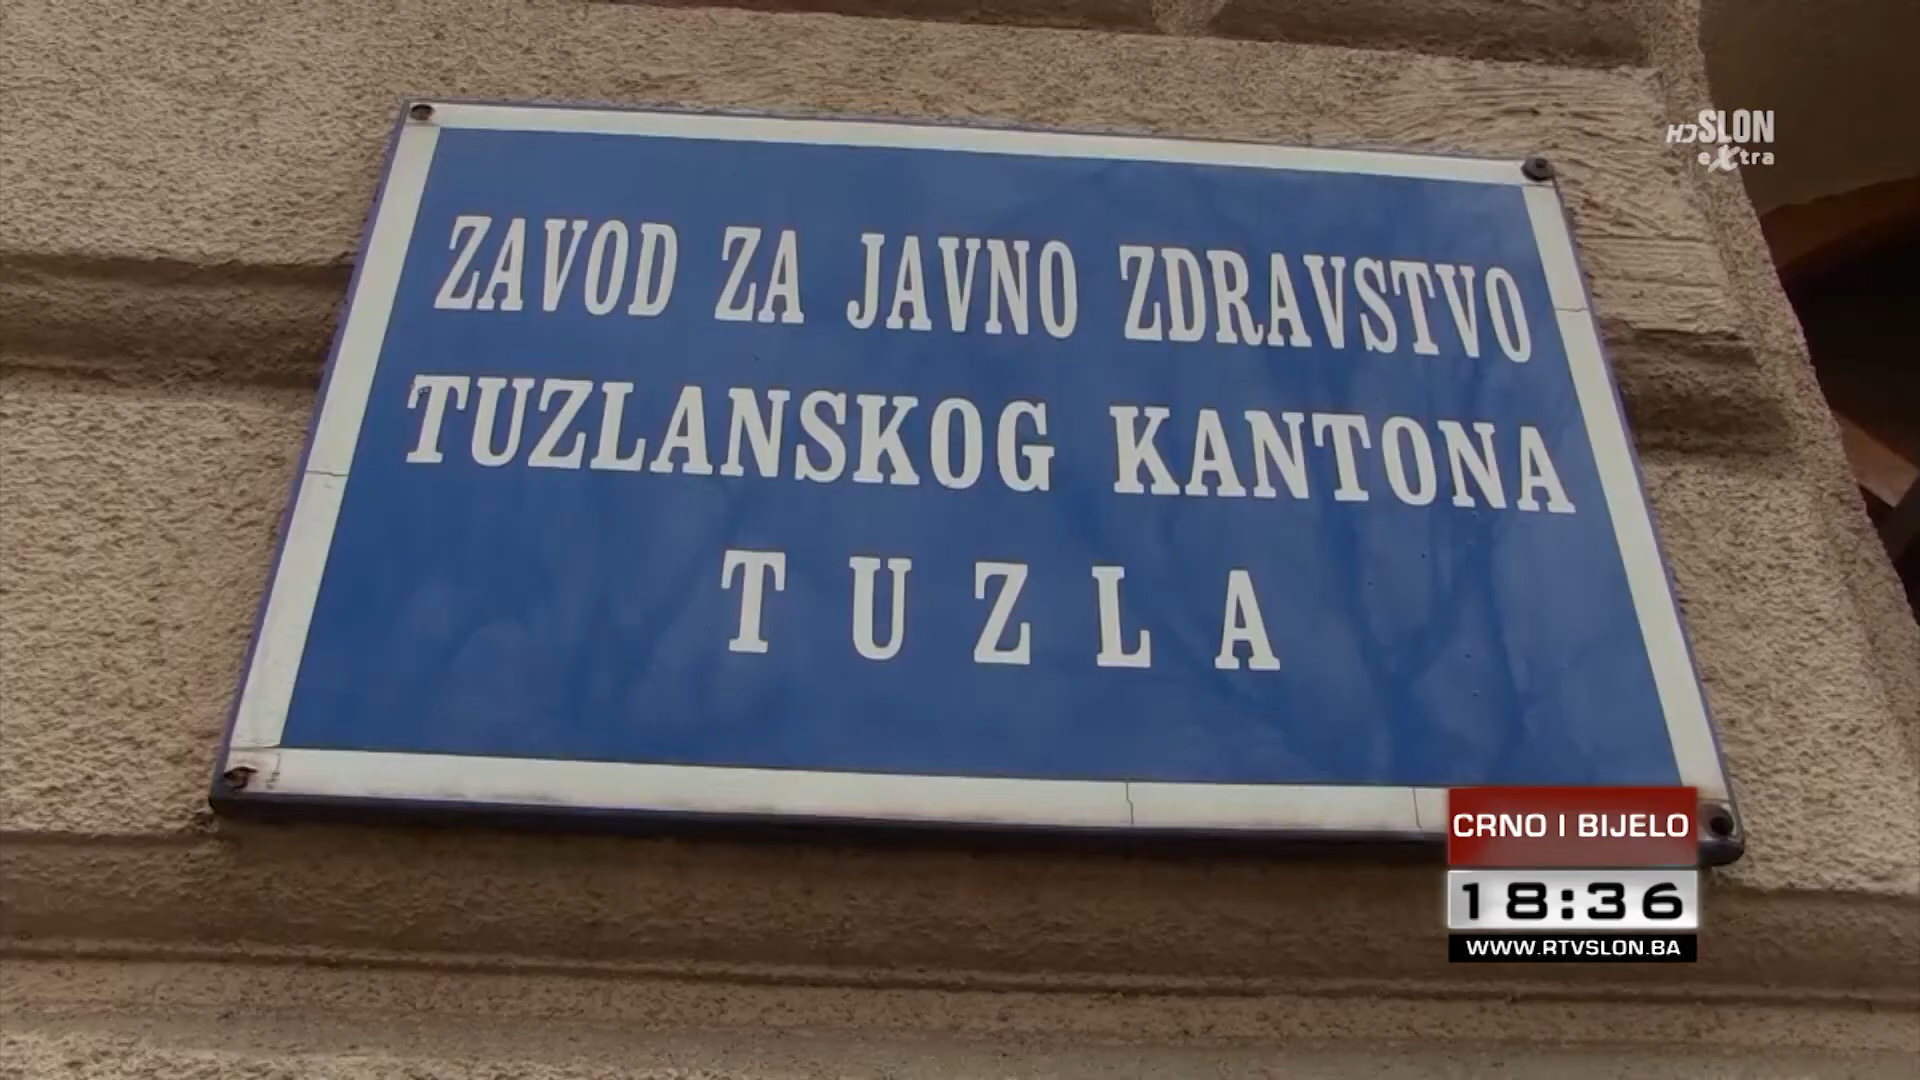 HD SLON
extra
ZAVOD ZA JAVNO ZDRAVSTVO
TUZLANSKOG KANTONA
TUZLA
CRNO I BIJELO
18:36
WWW.RTVSLON.BA